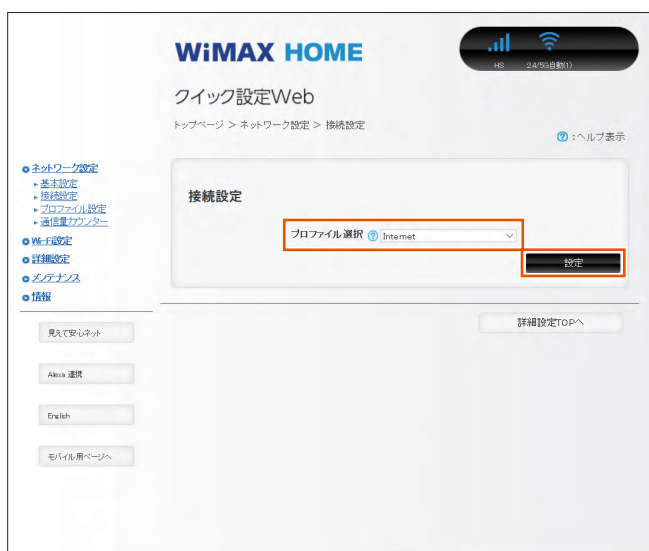 WiMAX HOME
HS 2.4/5G自動(1)
クイック設定Web
トップページ > ネットワーク設定 > 接続設定
?:ヘルプ表示
ネットワーク設定
基本設定
接続設定
プロファイル設定
通信量カウンター
Wi-Fi設定
詳細設定
メンテナンス
情報
見えて安心ネット
Alexa 連携
English
モバイル用ページへ
接続設定
プロファイル選択 ? Internet
設定
詳細設定TOPへ